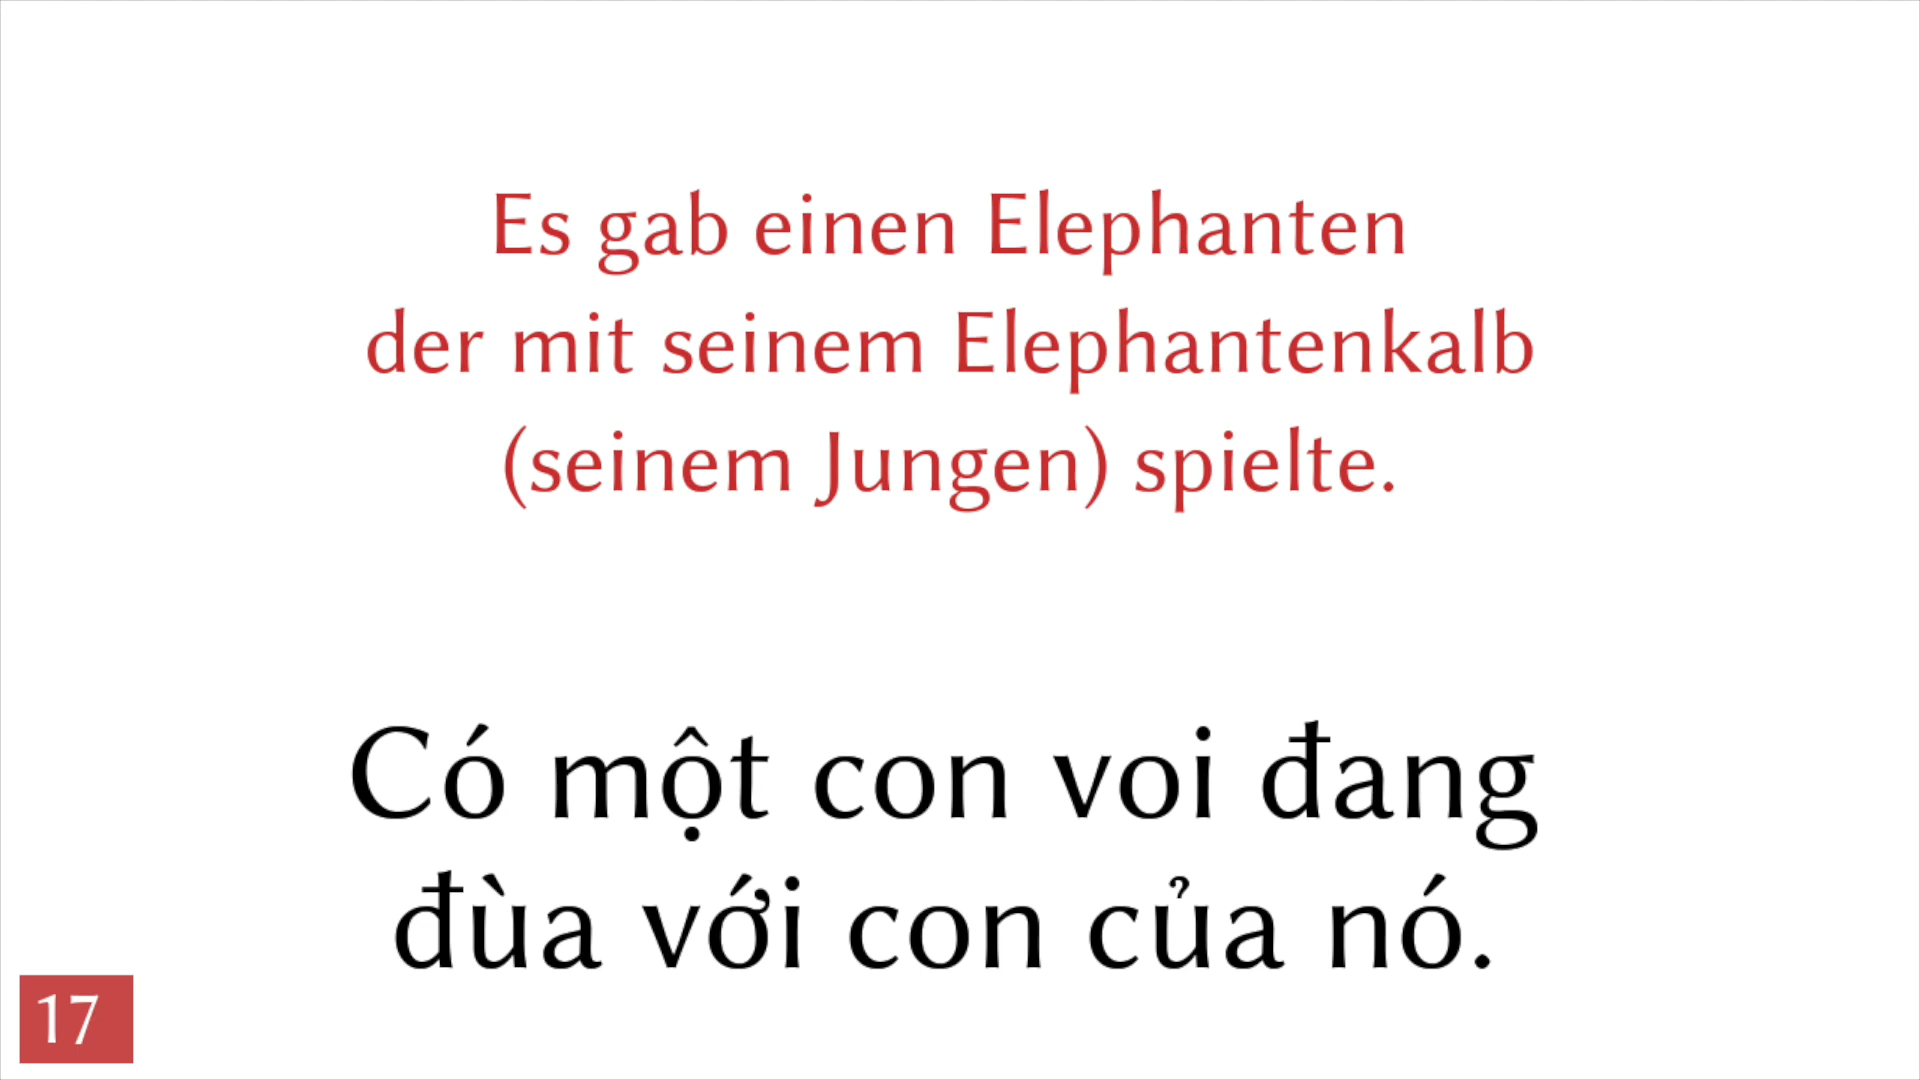 Es gab einen Elephanten
der mit seinem Elephantenkalb
(seinem Jungen) spielte.
Có một con voi đang
đùa với con của nó.
17